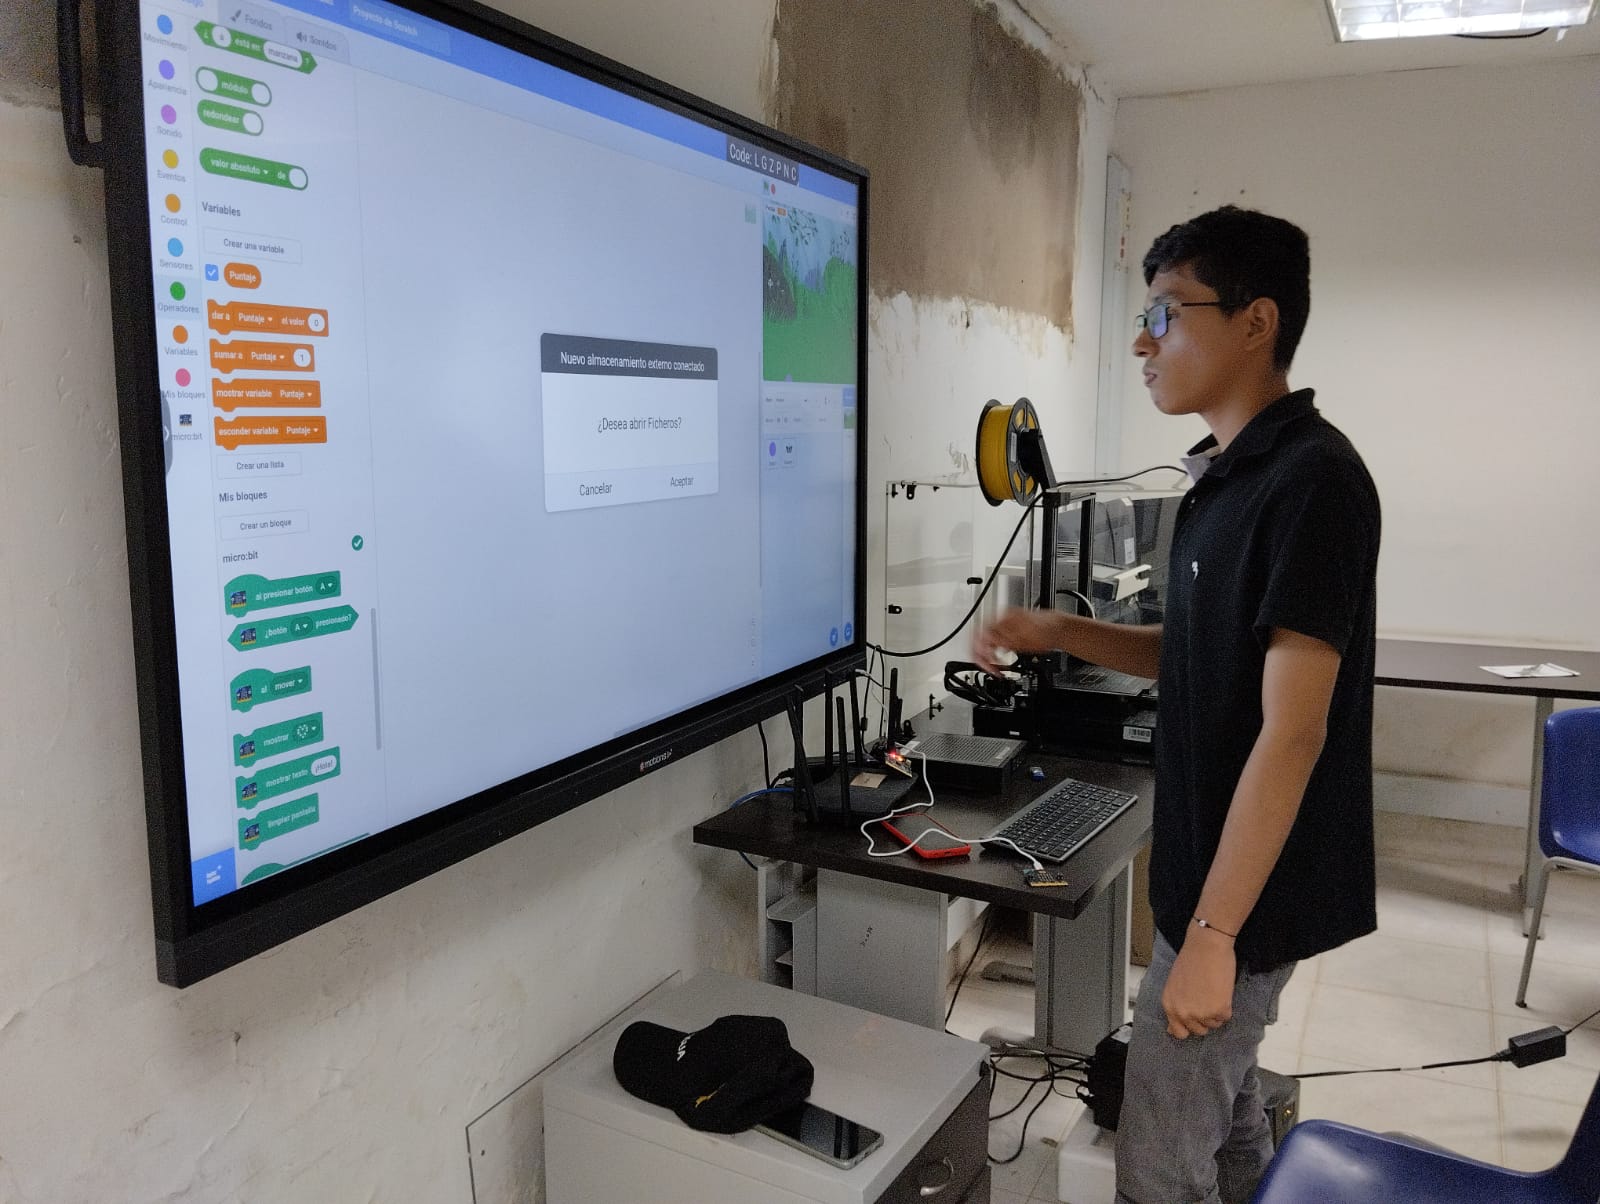 Proyecto de Scratch
Fondos
Sonidos
Code: L G Z P N C
Movimiento
Apariencia
Sonido
Eventos
Control
Sensores
Operadores
Variables
Mis bloques
micro:bit
¿ a está en manzana ?
módulo
redondear
valor absoluto de
Variables
Crear una variable
Puntaje
dar a Puntaje el valor 0
sumar a Puntaje 1
mostrar variable Puntaje
esconder variable Puntaje
Crear una lista
Mis bloques
Crear un bloque
micro:bit
al presionar botón A
¿botón A presionado?
al mover
mostrar
mostrar texto ¡Hola!
limpiar pantalla
Nuevo almacenamiento externo conectado
¿Desea abrir Ficheros?
Cancelar
Aceptar